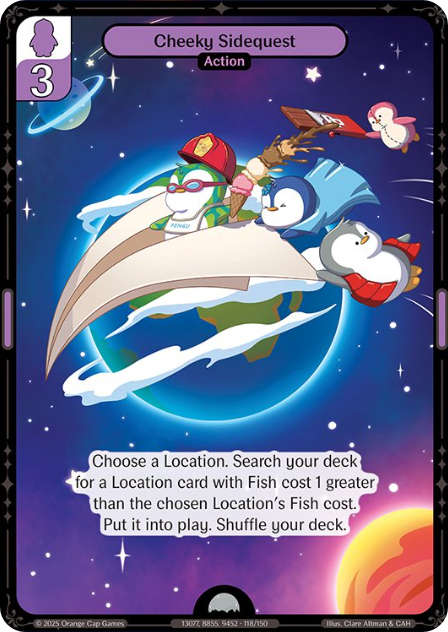 Cheeky Sidequest
Action
3
PENGU
Choose a Location. Search your deck
for a Location card with Fish cost 1 greater
than the chosen Location's Fish cost.
Put it into play. Shuffle your deck.
© 2025 Orange Cap Games
13077, 8855, 9452 - 118/150
Illus. Clare Altman & CAH